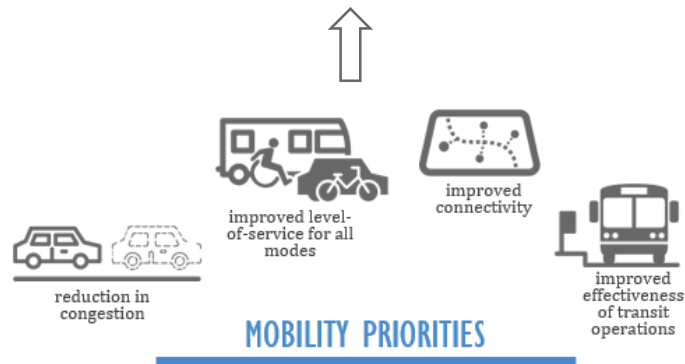 reduction in
congestion
improved level-
of-service for all
modes
improved
connectivity
improved
effectiveness
of transit
operations
MOBILITY PRIORITIES